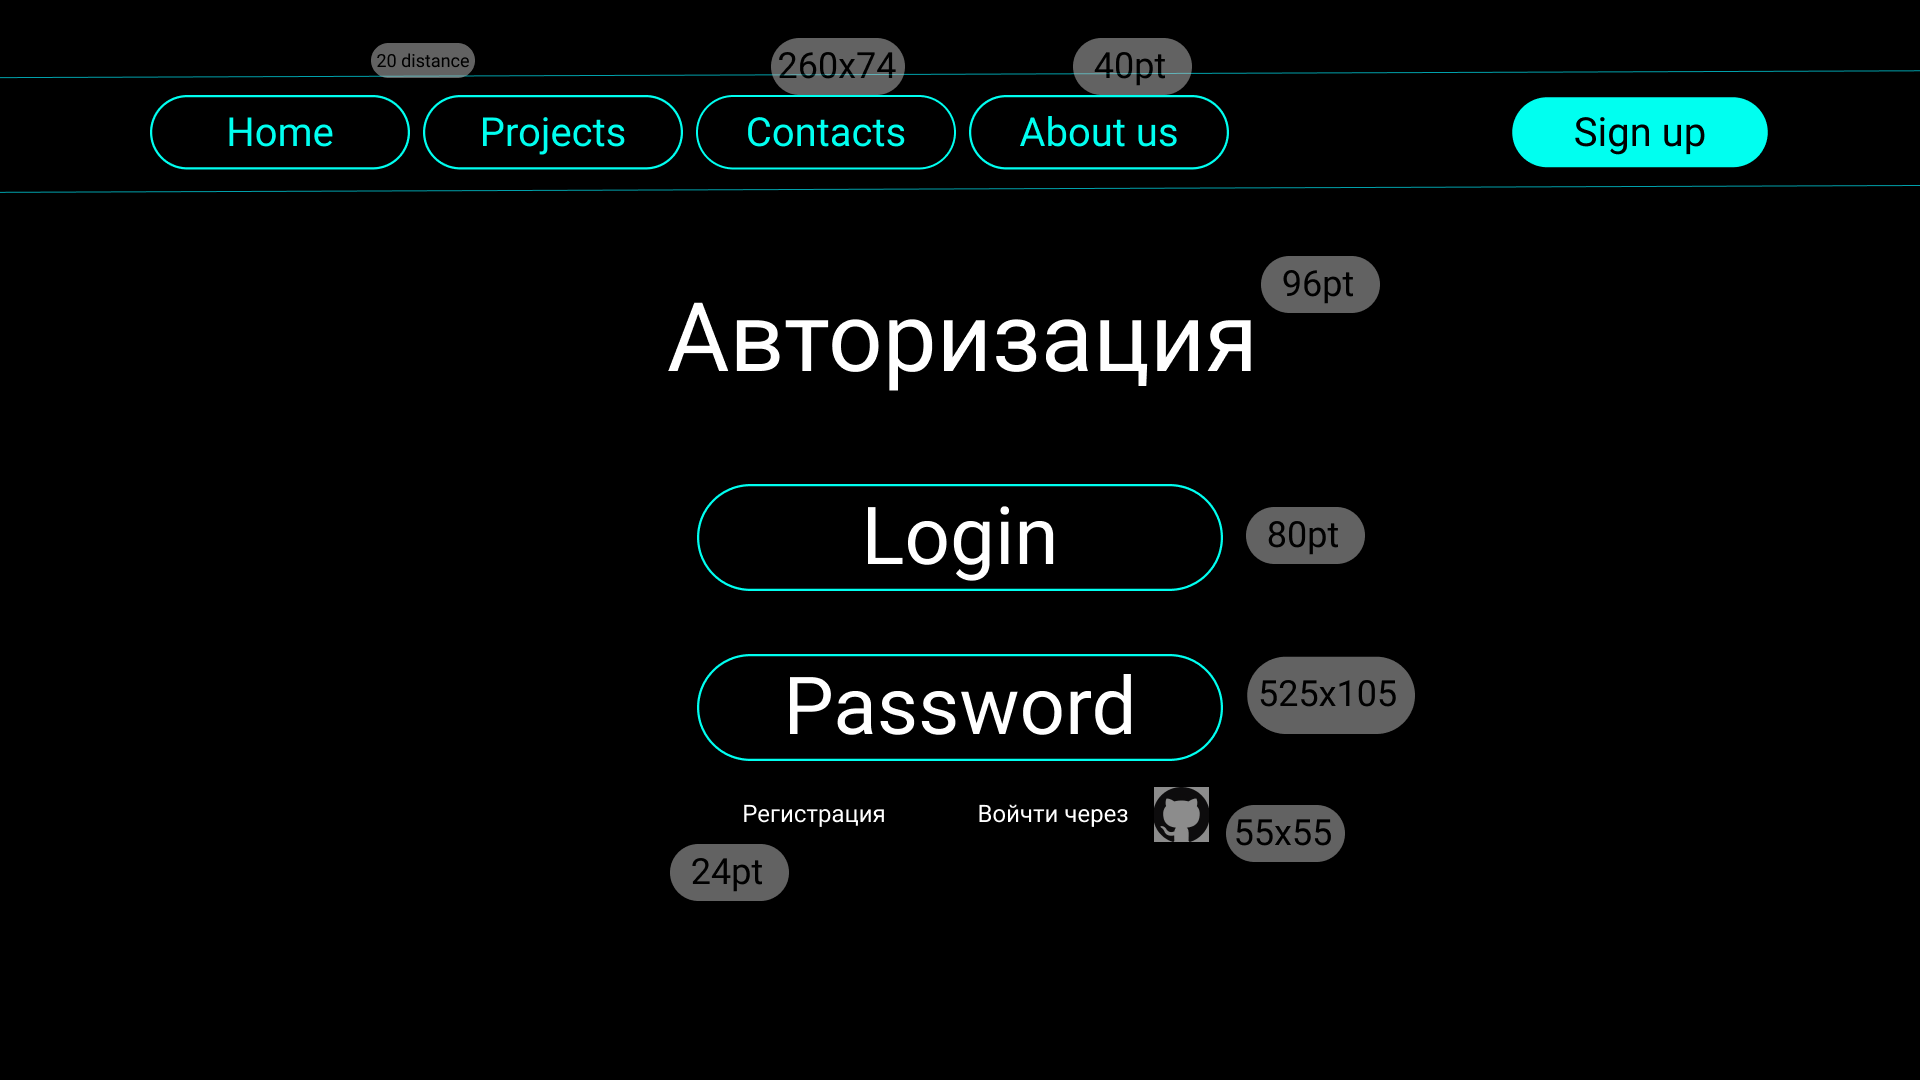 20 distance
260x74
40pt
Home
Projects
Contacts
About us
Sign up
96pt
Авторизация
Login
80pt
Password
525x105
Регистрация
Войчти через
55x55
24pt